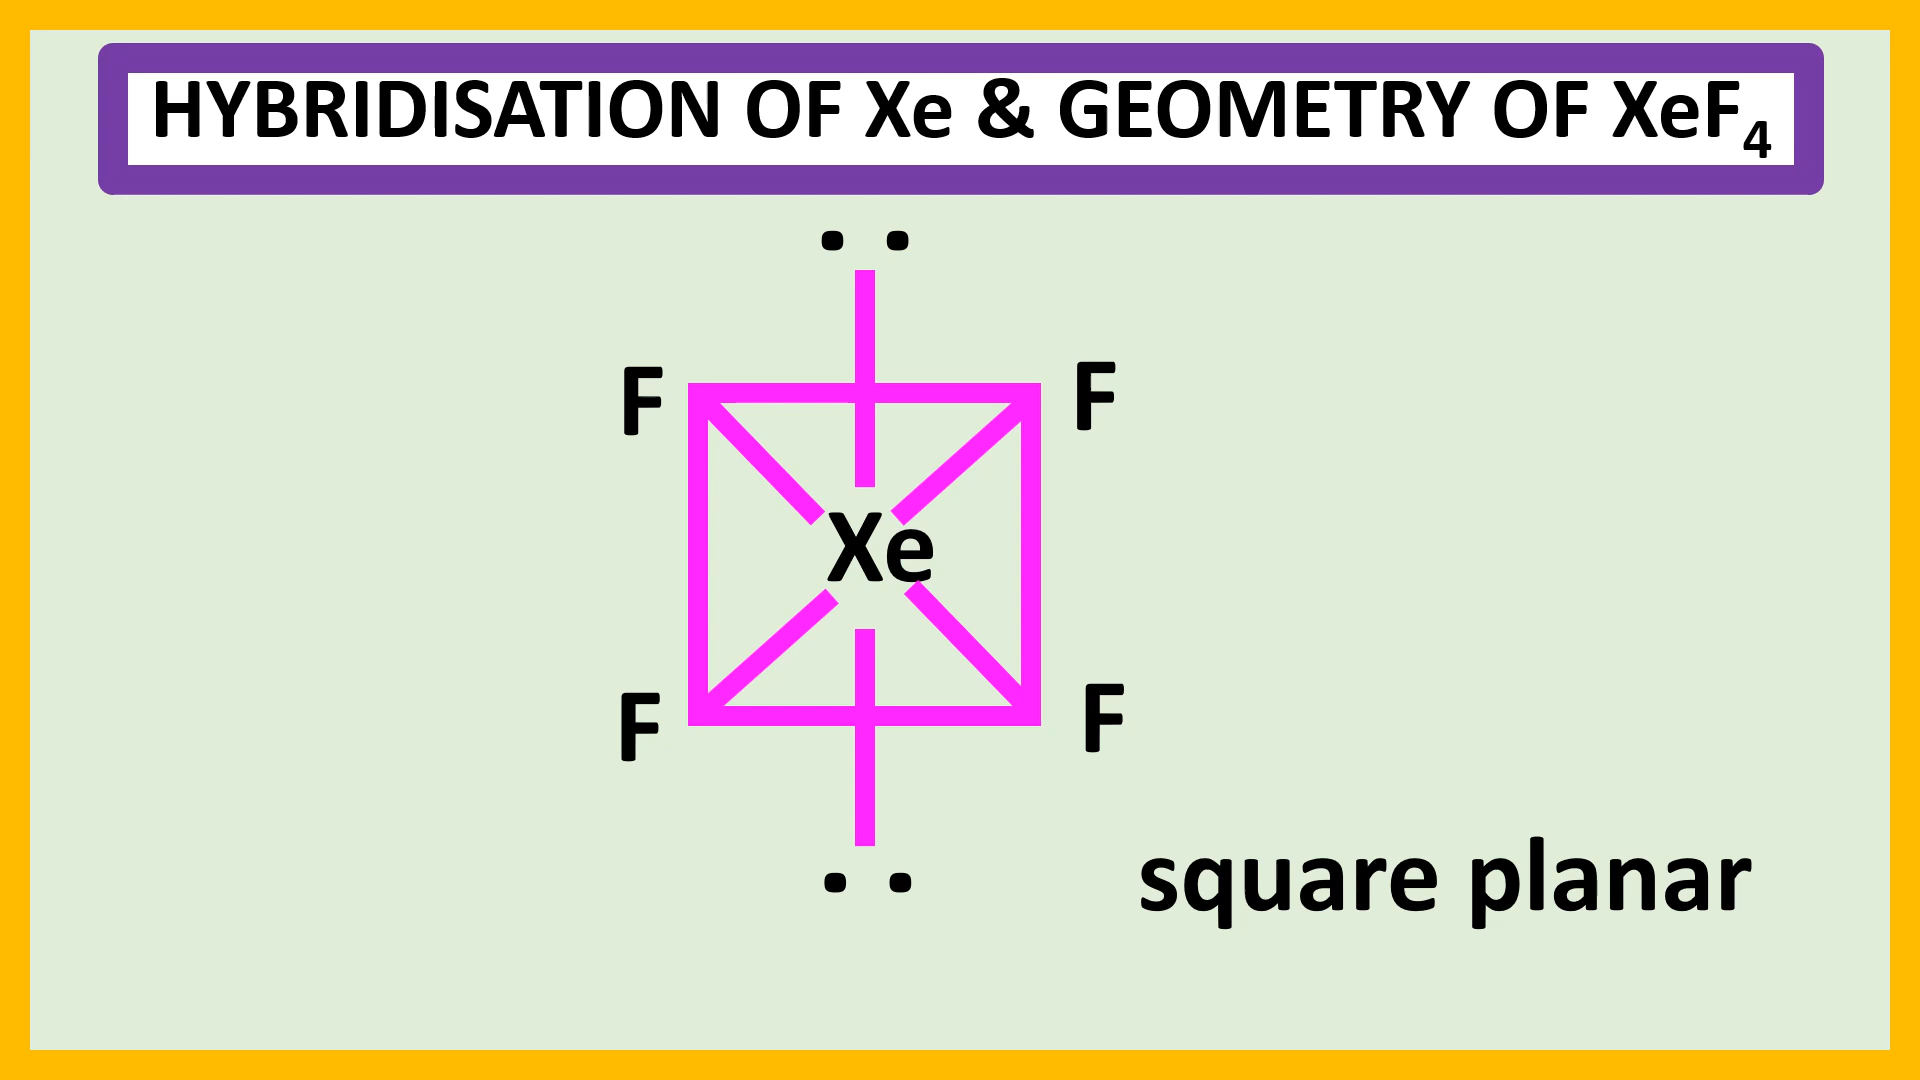 HYBRIDISATION OF Xe & GEOMETRY OF XeF₄
F F
Xe
F F
square planar